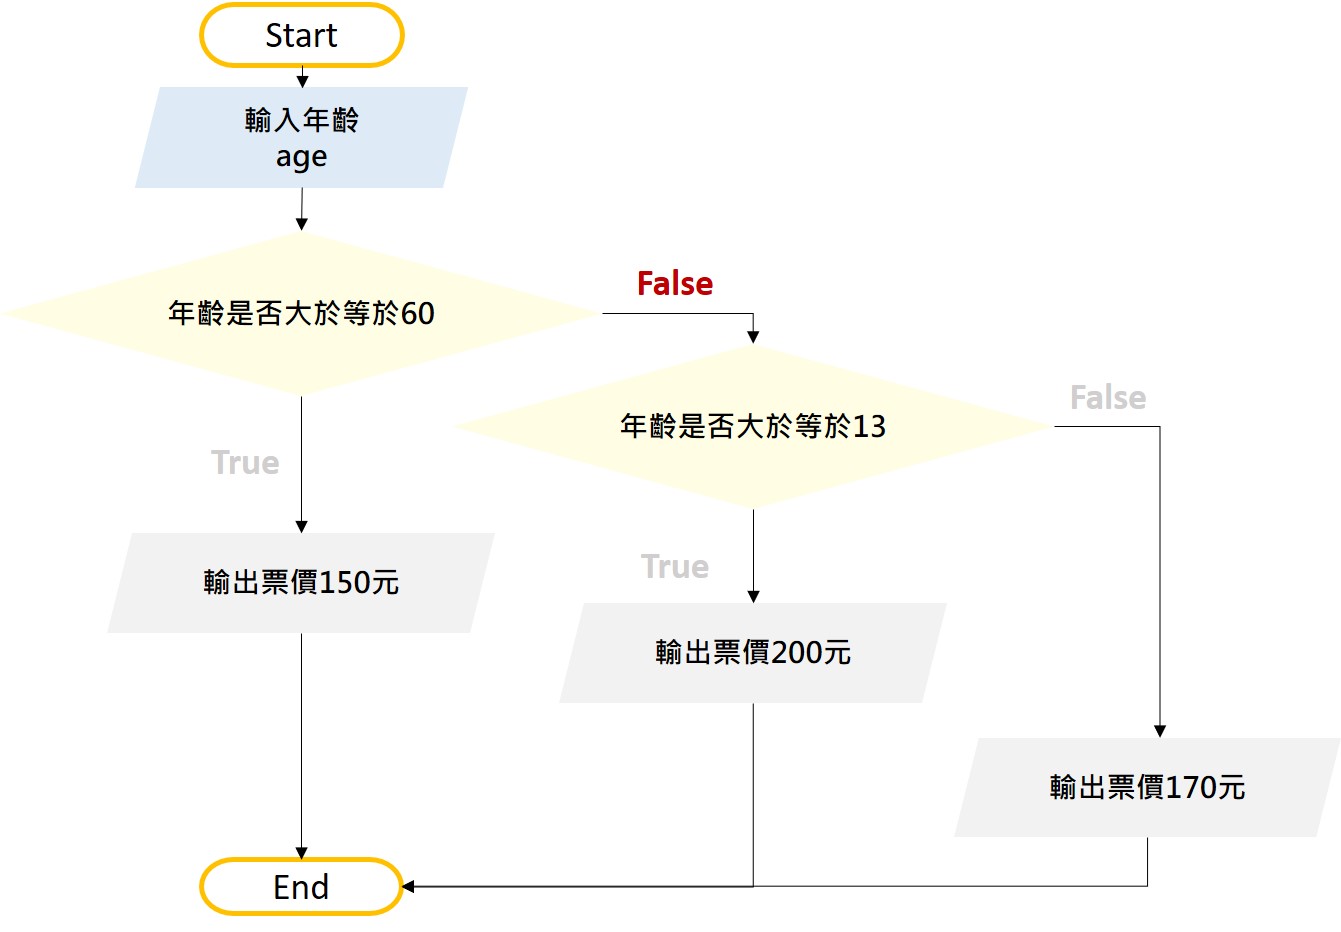 Start
輸入年齡
age
年齡是否大於等於60
False
年齡是否大於等於13
False
True
輸出票價150元
True
輸出票價200元
輸出票價170元
End